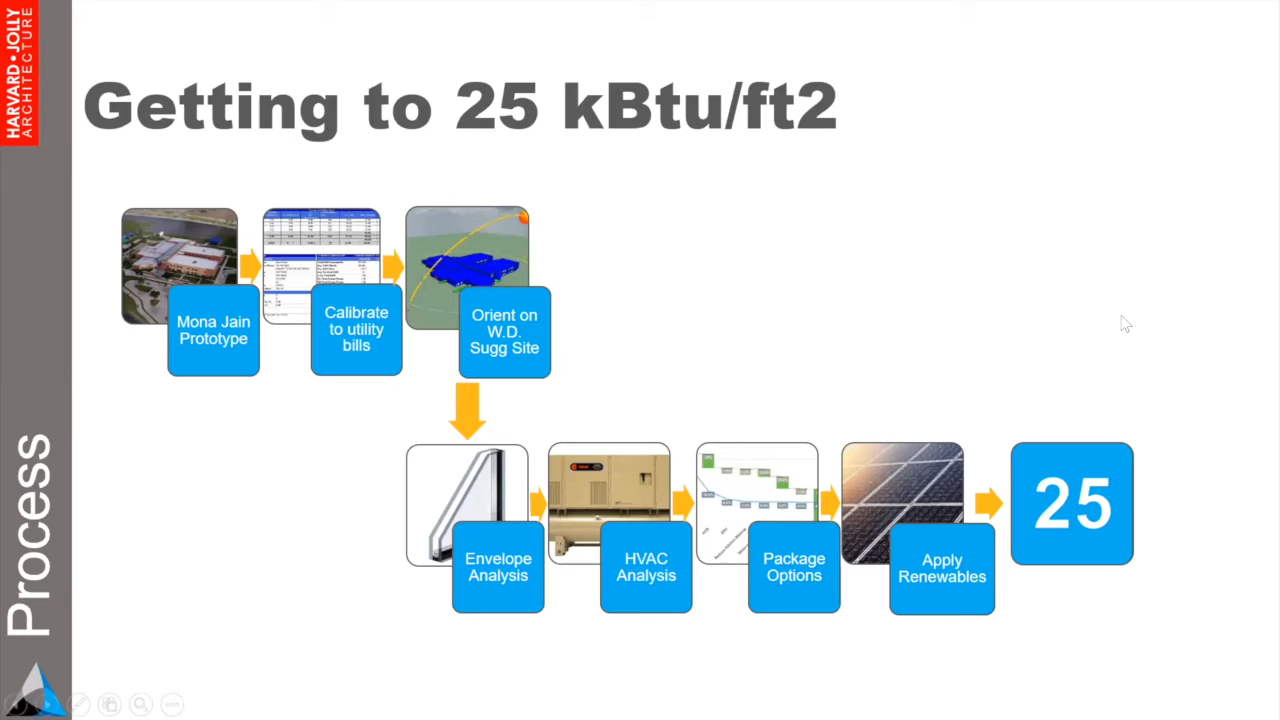 HARVARD • JOLLY
ARCHITECTURE
Getting to 25 kBtu/ft2
Mona Jain
Prototype
Calibrate
to utility
bills
Orient on
W.D.
Sugg Site
Envelope
Analysis
HVAC
Analysis
Package
Options
Apply
Renewables
25
Process